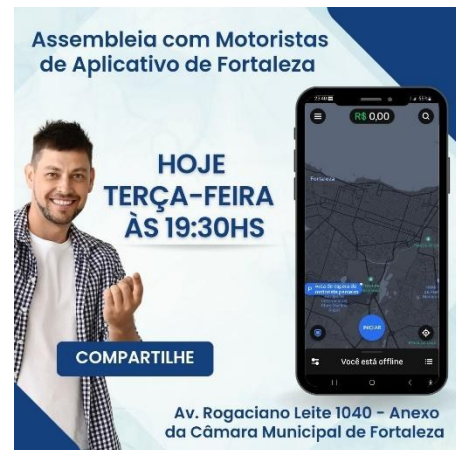 Assembleia com Motoristas
de Aplicativo de Fortaleza
HOJE
TERÇA-FEIRA
ÀS 19:30HS
COMPARTILHE
R$ 0,00
Fortaleza
INICIAR
Você está offline
Av. Rogaciano Leite 1040 - Anexo
da Câmara Municipal de Fortaleza